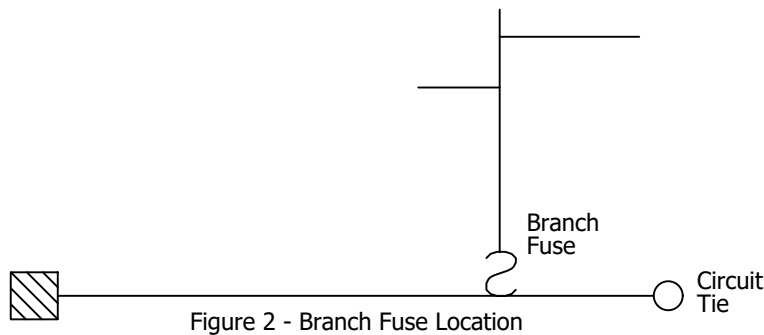 Branch
Fuse
Circuit
Tie
Figure 2 - Branch Fuse Location